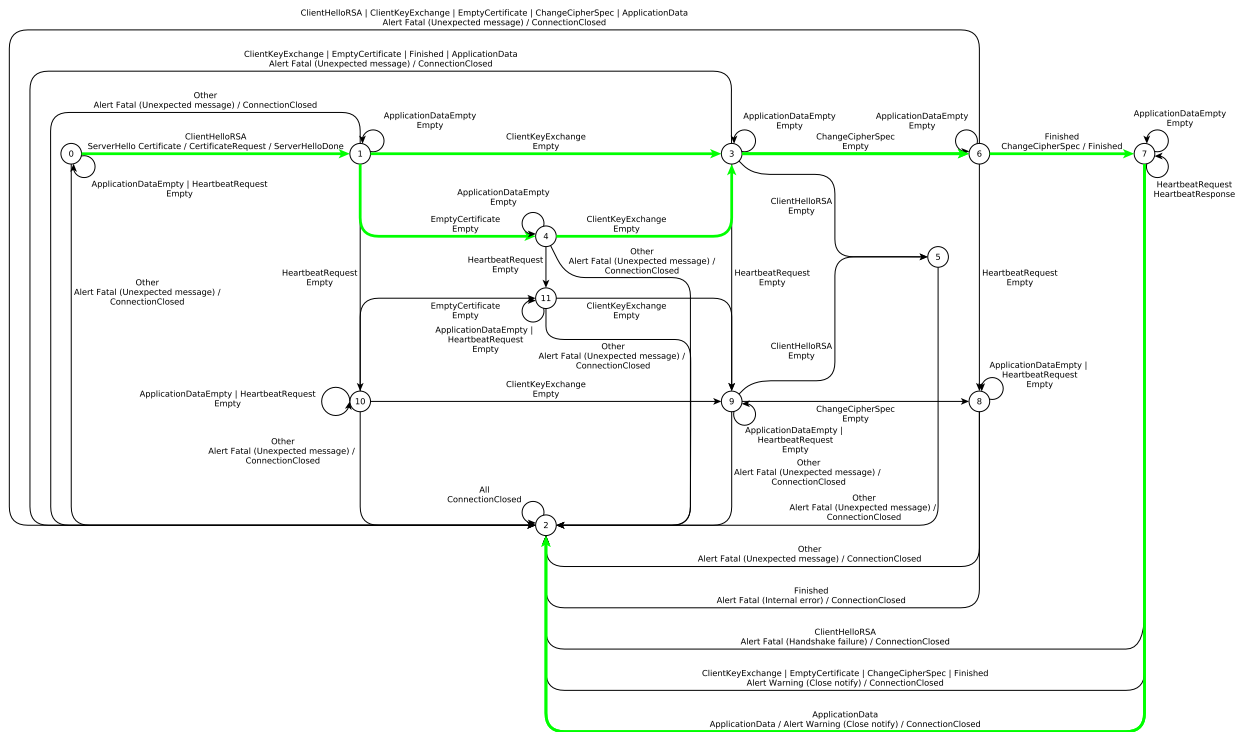 ClientHelloRSA | ClientKeyExchange | EmptyCertificate | ChangeCipherSpec | ApplicationData
Alert Fatal (Unexpected message) / ConnectionClosed
ClientKeyExchange | EmptyCertificate | Finished | ApplicationData
Alert Fatal (Unexpected message) / ConnectionClosed
Other
Alert Fatal (Unexpected message) / ConnectionClosed
ApplicationDataEmpty
Empty
ApplicationDataEmpty
Empty
ApplicationDataEmpty
Empty
ApplicationDataEmpty
Empty
ClientHelloRSA
ServerHello Certificate / CertificateRequest / ServerHelloDone
ClientKeyExchange
Empty
ChangeCipherSpec
Empty
Finished
ChangeCipherSpec / Finished
0
1
3
6
7
ApplicationDataEmpty | HeartbeatRequest
Empty
HeartbeatRequest
HeartbeatResponse
ApplicationDataEmpty
Empty
ClientHelloRSA
Empty
EmptyCertificate
Empty
ClientKeyExchange
Empty
4
5
HeartbeatRequest
Empty
Other
Alert Fatal (Unexpected message) /
ConnectionClosed
Other
Alert Fatal (Unexpected message) /
ConnectionClosed
HeartbeatRequest
Empty
HeartbeatRequest
Empty
HeartbeatRequest
Empty
11
EmptyCertificate
Empty
ClientKeyExchange
Empty
ApplicationDataEmpty |
HeartbeatRequest
Empty
Other
Alert Fatal (Unexpected message) /
ConnectionClosed
ClientHelloRSA
Empty
ApplicationDataEmpty |
HeartbeatRequest
Empty
ApplicationDataEmpty | HeartbeatRequest
Empty
ClientKeyExchange
Empty
10
9
8
ChangeCipherSpec
Empty
ApplicationDataEmpty |
HeartbeatRequest
Empty
Other
Alert Fatal (Unexpected message) /
ConnectionClosed
Other
Alert Fatal (Unexpected message) /
ConnectionClosed
All
ConnectionClosed
Other
Alert Fatal (Unexpected message) /
ConnectionClosed
2
Other
Alert Fatal (Unexpected message) / ConnectionClosed
Finished
Alert Fatal (Internal error) / ConnectionClosed
ClientHelloRSA
Alert Fatal (Handshake failure) / ConnectionClosed
ClientKeyExchange | EmptyCertificate | ChangeCipherSpec | Finished
Alert Warning (Close notify) / ConnectionClosed
ApplicationData
ApplicationData / Alert Warning (Close notify) / ConnectionClosed